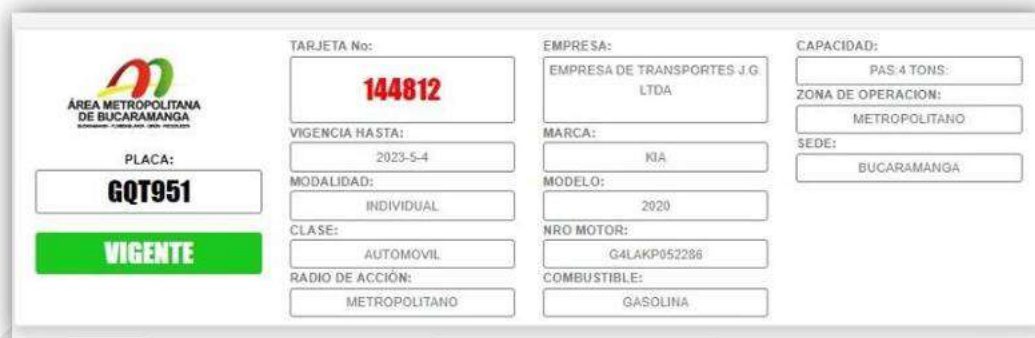 ÁREA METROPOLITANA
DE BUCARAMANGA
PLACA:
GQT951
VIGENTE
TARJETA No:
144812
VIGENCIA HASTA:
2023-5-4
MODALIDAD:
INDIVIDUAL
CLASE:
AUTOMOVIL
RADIO DE ACCIÓN:
METROPOLITANO
EMPRESA:
EMPRESA DE TRANSPORTES J.G
LTDA
MARCA:
KIA
MODELO:
2020
NRO MOTOR:
G4LAKP052286
COMBUSTIBLE:
GASOLINA
CAPACIDAD:
PAS:4 TONS:
ZONA DE OPERACION:
METROPOLITANO
SEDE:
BUCARAMANGA